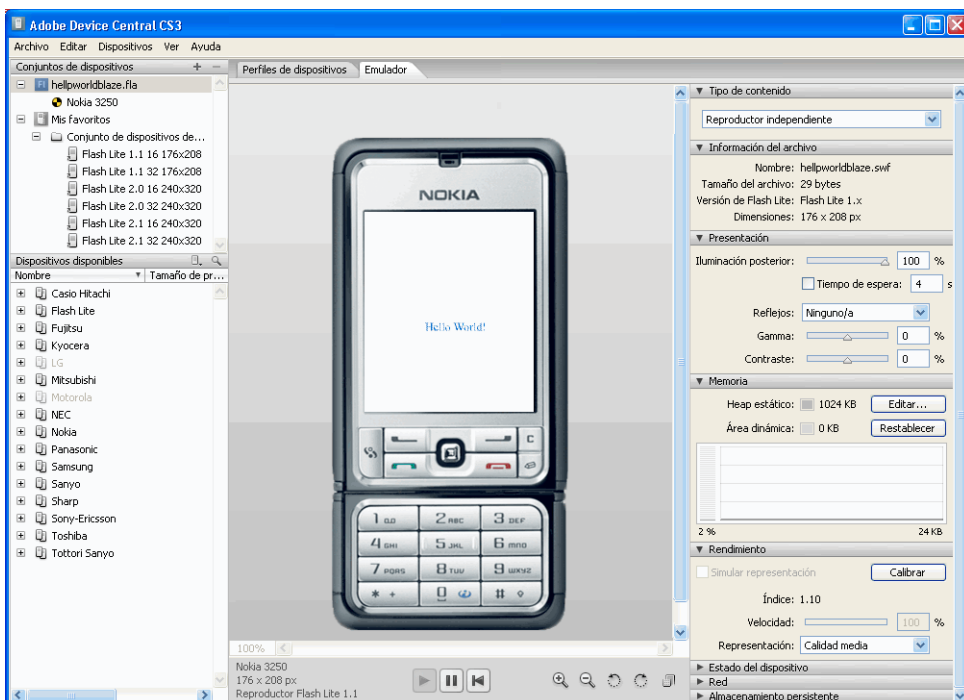 Adobe Device Central CS3
Archivo Editar Dispositivos Ver Ayuda
Conjuntos de dispositivos
hellpworldblaze.fla
Nokia 3250
Mis favoritos
Conjunto de dispositivos de...
Flash Lite 1.1 16 176x208
Flash Lite 1.1 32 176x208
Flash Lite 2.0 16 240x320
Flash Lite 2.0 32 240x320
Flash Lite 2.1 16 240x320
Flash Lite 2.1 32 240x320
Dispositivos disponibles
Nombre Tamaño de pr...
Casio Hitachi
Flash Lite
Fujitsu
Kyocera
LG
Mitsubishi
Motorola
NEC
Nokia
Panasonic
Samsung
Sanyo
Sharp
Sony-Ericsson
Toshiba
Tottori Sanyo
Perfiles de dispositivos Emulador
NOKIA
Hello World!
C
1 2 ABC 3 DEF
4 GHI 5 JKL 6 mno
7 PQRS 8 TUV 9 WXYZ
* + 0 #
100%
Nokia 3250
176 x 208 px
Reproductor Flash Lite 1.1
Tipo de contenido
Reproductor independiente
Información del archivo
Nombre: hellpworldblaze.swf
Tamaño del archivo: 29 bytes
Versión de Flash Lite: Flash Lite 1.x
Dimensiones: 176 x 208 px
Presentación
Iluminación posterior: 100 %
Tiempo de espera: 4 s
Reflejos: Ninguno/a
Gamma: 0 %
Contraste: 0 %
Memoria
Heap estático: 1024 KB Editar...
Área dinámica: 0 KB Restablecer
2 % 24 KB
Rendimiento
Simular representación Calibrar
Índice: 1.10
Velocidad: 100 %
Representación: Calidad media
Estado del dispositivo
Red
Almacenamiento persistente